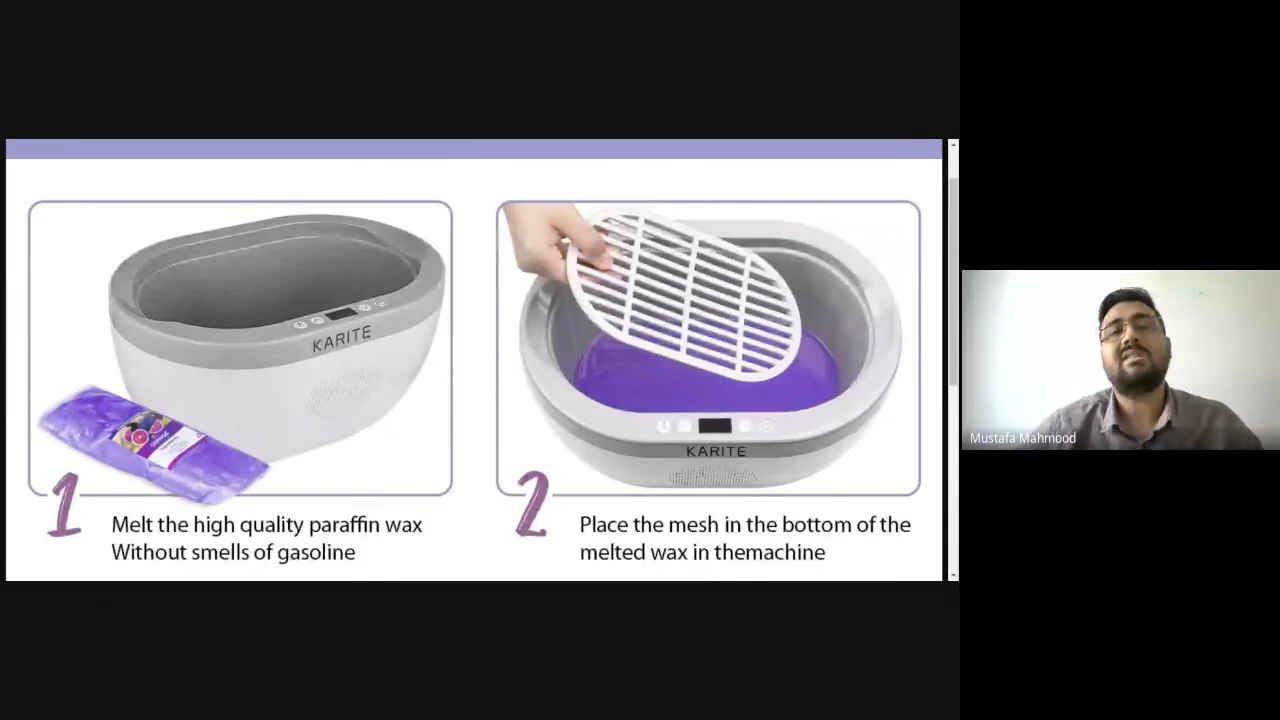 KARITE
1
Melt the high quality paraffin wax
Without smells of gasoline
KARITE
2
Place the mesh in the bottom of the
melted wax in themachine
Mustafa Mahmood